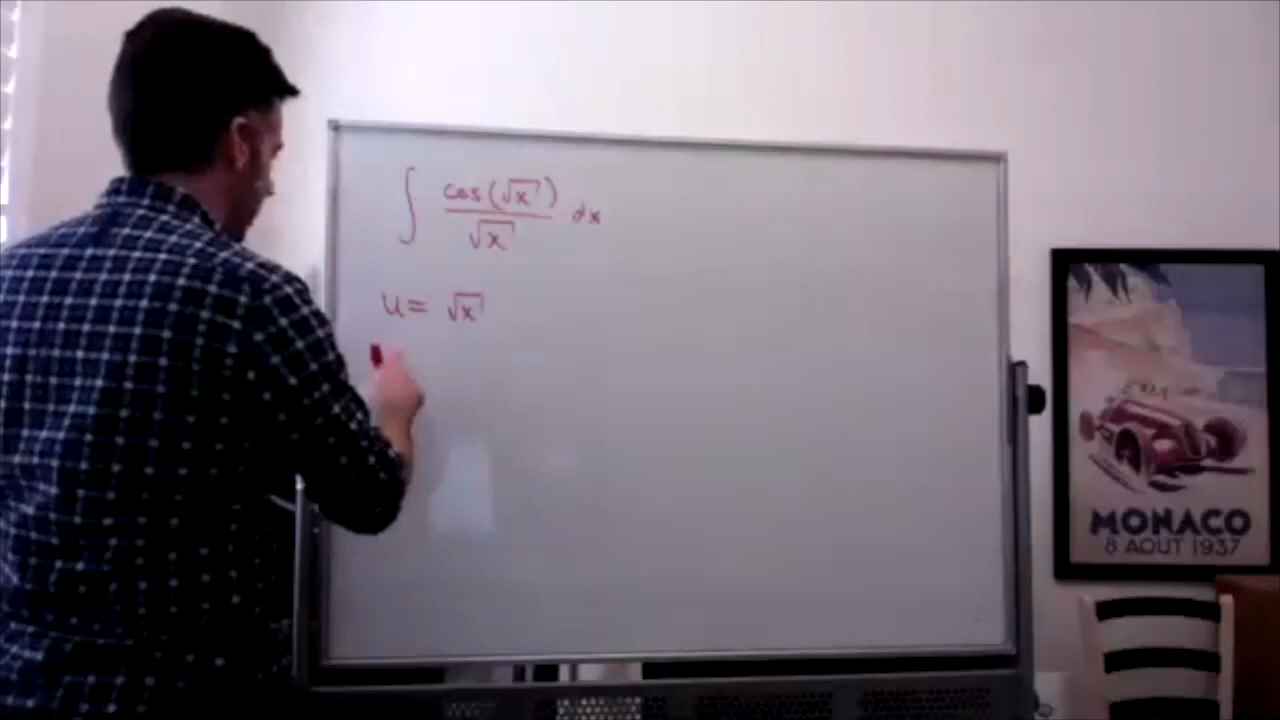 ∫ cos(√x) / √x dx
u = √x
MONACO
8 AOUT 1937